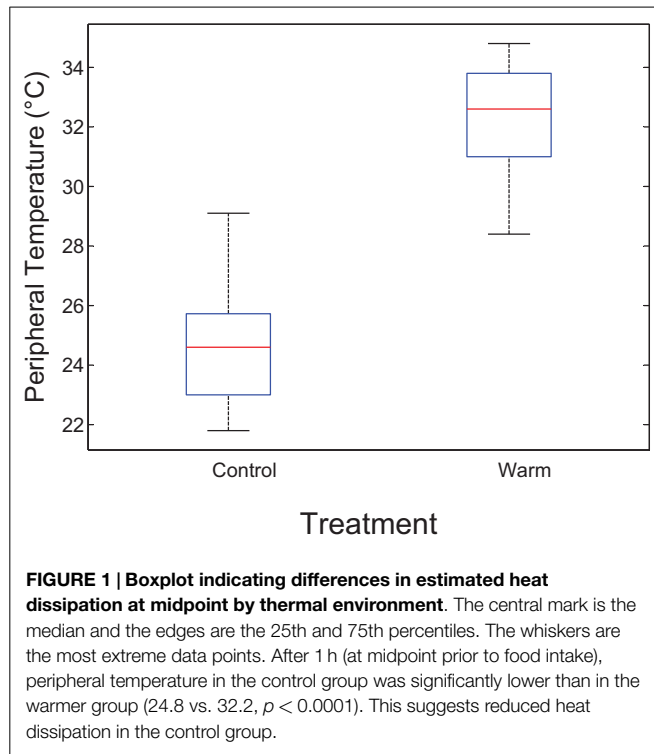 34
32
30
28
26
24
22
Peripheral Temperature (°C)
Control Warm
Treatment
FIGURE 1 | Boxplot indicating differences in estimated heat
dissipation at midpoint by thermal environment. The central mark is the
median and the edges are the 25th and 75th percentiles. The whiskers are
the most extreme data points. After 1 h (at midpoint prior to food intake),
peripheral temperature in the control group was significantly lower than in the
warmer group (24.8 vs. 32.2, p < 0.0001). This suggests reduced heat
dissipation in the control group.